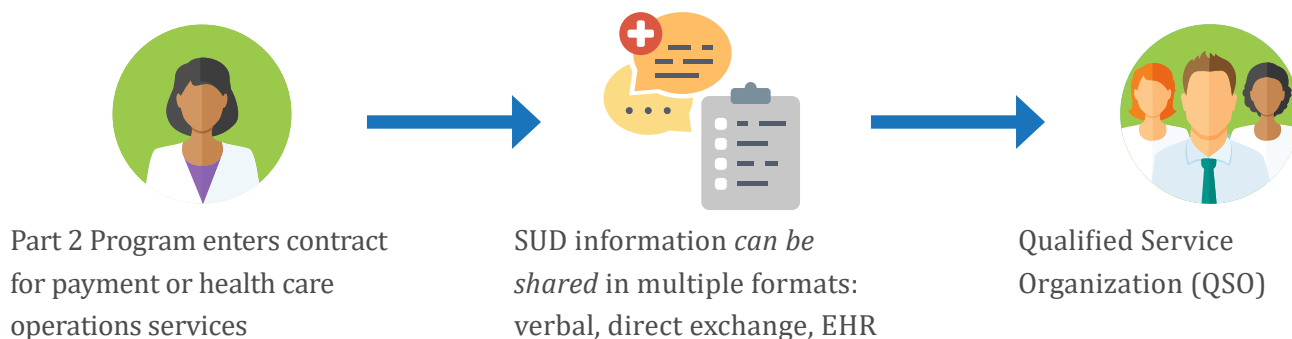 Part 2 Program enters contract
for payment or health care
operations services
SUD information can be
shared in multiple formats:
verbal, direct exchange, EHR
Qualified Service
Organization (QSO)